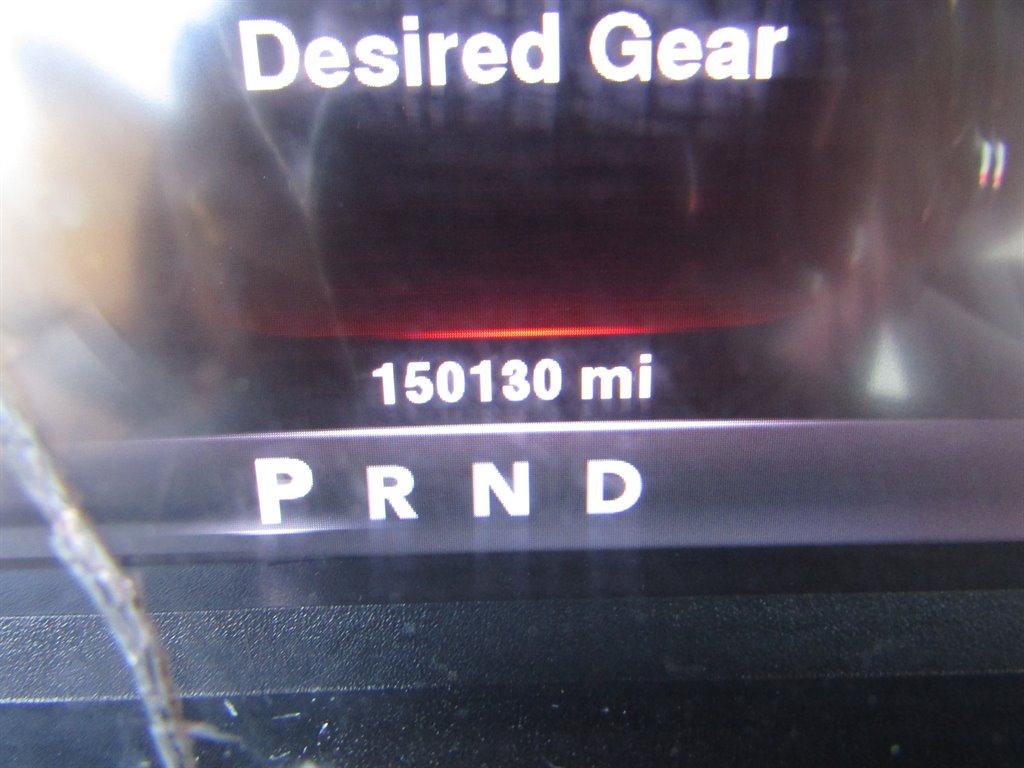 Desired Gear
150130 mi
P R N D